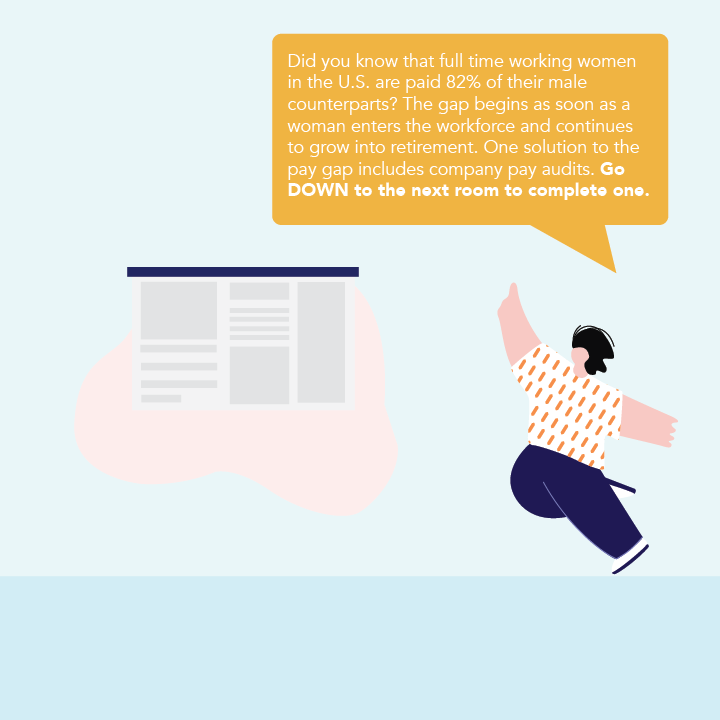 Did you know that full time working women
in the U.S. are paid 82% of their male
counterparts? The gap begins as soon as a
woman enters the workforce and continues
to grow into retirement. One solution to the
pay gap includes company pay audits. Go
DOWN to the next room to complete one.